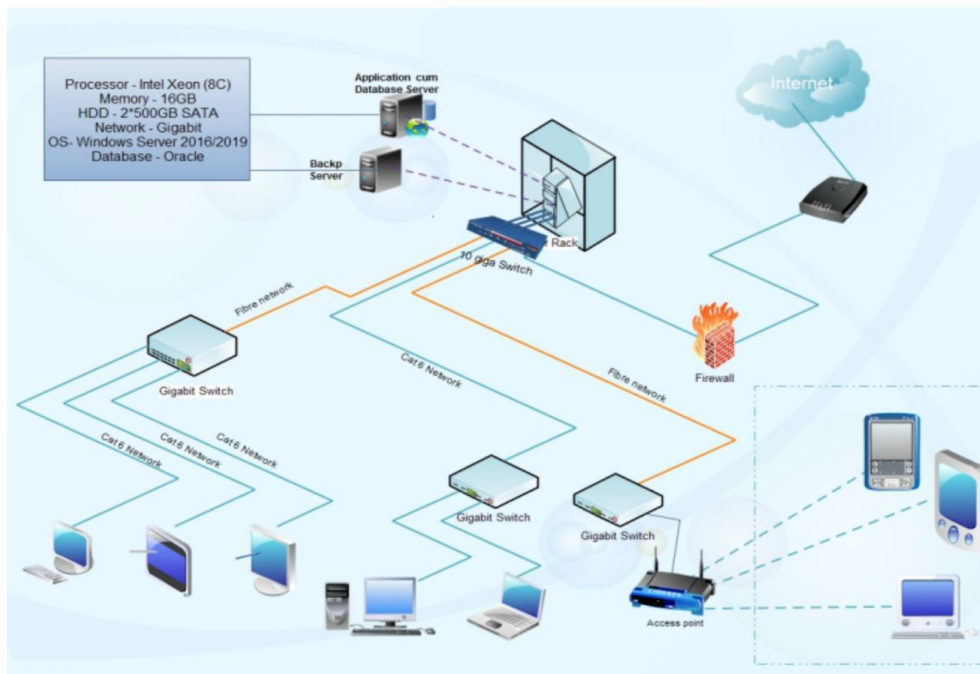 Processor - Intel Xeon (8C)
Memory - 16GB
HDD - 2*500GB SATA
Network - Gigabit
OS- Windows Server 2016/2019
Database - Oracle
Application cum
Database Server
Backp
Server
Internet
r Rack
10 giga Switch
Fibre network
Gigabit Switch
Cat 6 Network
Fibre network
Firewall
Cat 6 Network
Cat 6 Network
Cat 6 Network
Gigabit Switch
Gigabit Switch
Access point